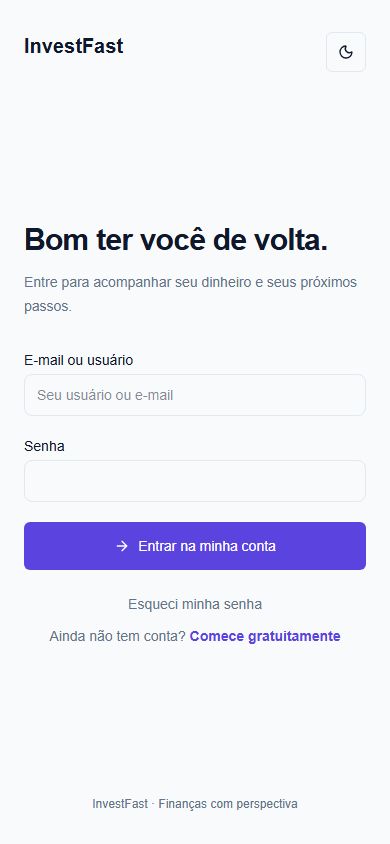 InvestFast
Bom ter você de volta.
Entre para acompanhar seu dinheiro e seus próximos
passos.
E-mail ou usuário
Seu usuário ou e-mail
Senha
Entrar na minha conta
Esqueci minha senha
Ainda não tem conta? Comece gratuitamente
InvestFast · Finanças com perspectiva